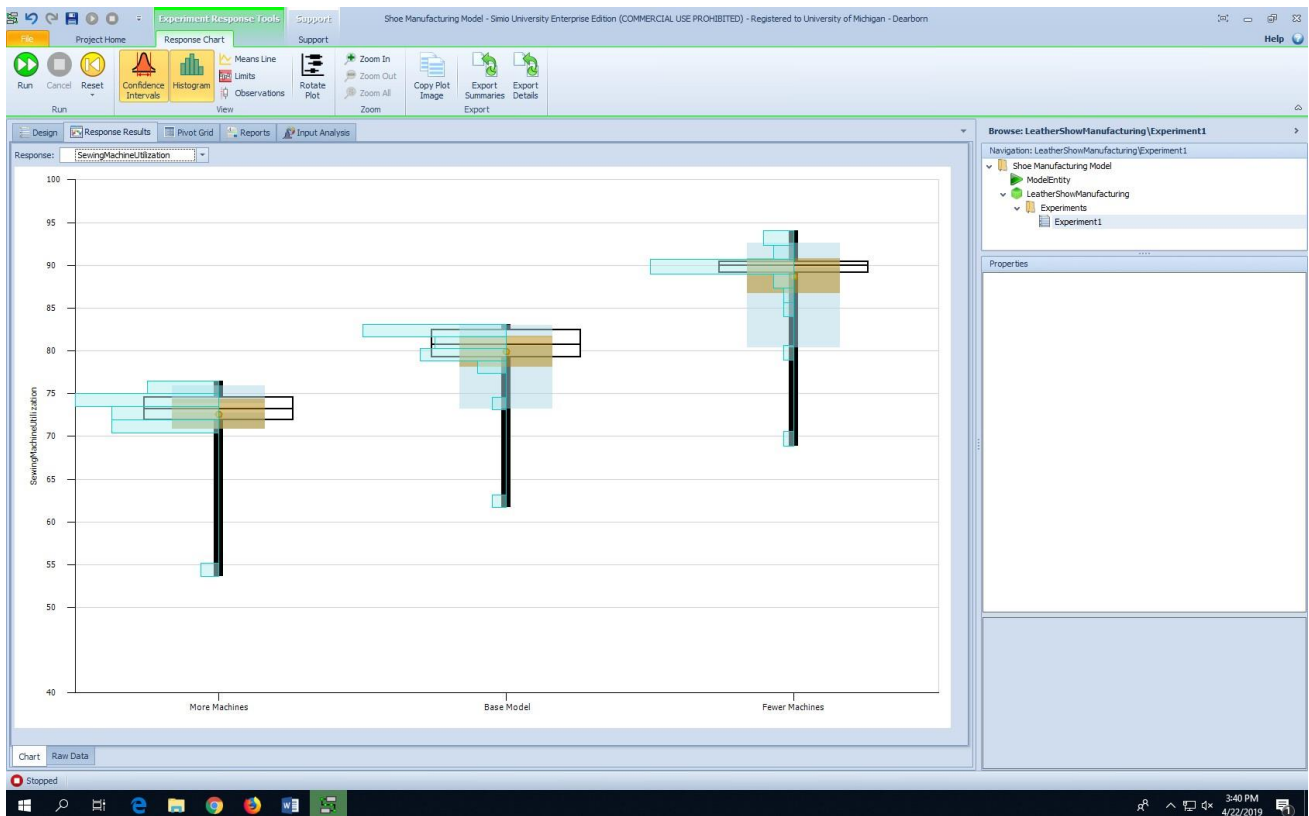 Experiment Response Tools Support Shoe Manufacturing Model - Simio University Enterprise Edition (COMMERCIAL USE PROHIBITED) - Registered to University of Michigan - Dearborn
File Project Home Response Chart Support Help
Run
Cancel
Reset
Run
Confidence
Intervals
Histogram
Means Line
Limits
Observations
View
Rotate
Plot
Zoom In
Zoom Out
Zoom All
Zoom
Copy Plot
Image
Export
Summaries
Export
Details
Export
Design Response Results Pivot Grid Reports Input Analysis
Response: SewingMachineUtilization
100
95
90
85
80
75
70
65
60
55
50
40
SewingMachineUtilization
More Machines Base Model Fewer Machines
Chart Raw Data
Browse: LeatherShowManufacturing\Experiment1
Navigation: LeatherShowManufacturing\Experiment1
Shoe Manufacturing Model
ModelEntity
LeatherShowManufacturing
Experiments
Experiment1
Properties
Stopped
3:40 PM
4/22/2019